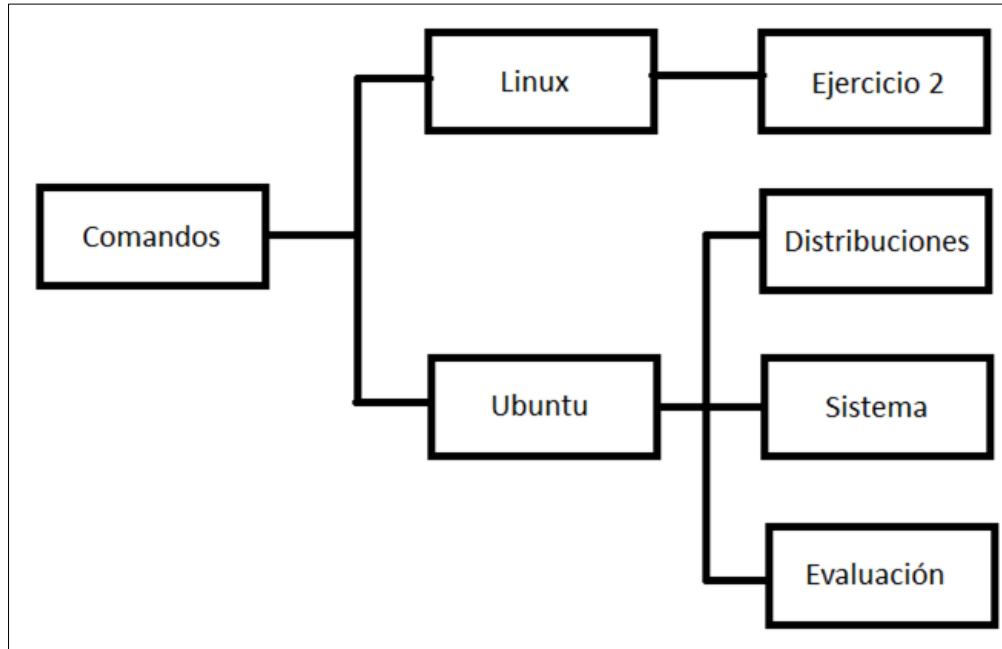 Linux
Ejercicio 2
Comandos
Distribuciones
Ubuntu
Sistema
Evaluación